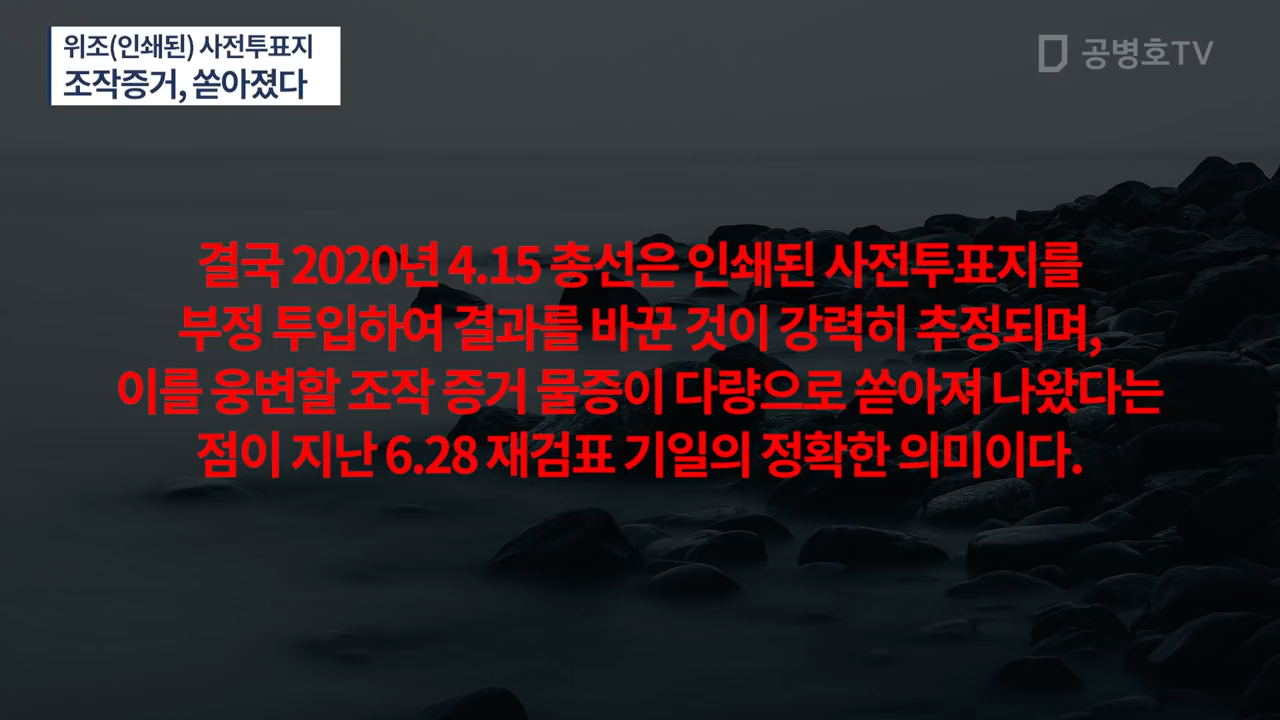 위조(인쇄된) 사전투표지
조작증거, 쏟아졌다
공병호TV
결국 2020년 4.15 총선은 인쇄된 사전투표지를
부정 투입하여 결과를 바꾼 것이 강력히 추정되며,
이를 웅변할 조작 증거 물증이 다량으로 쏟아져 나왔다는
점이 지난 6.28 재검표 기일의 정확한 의미이다.